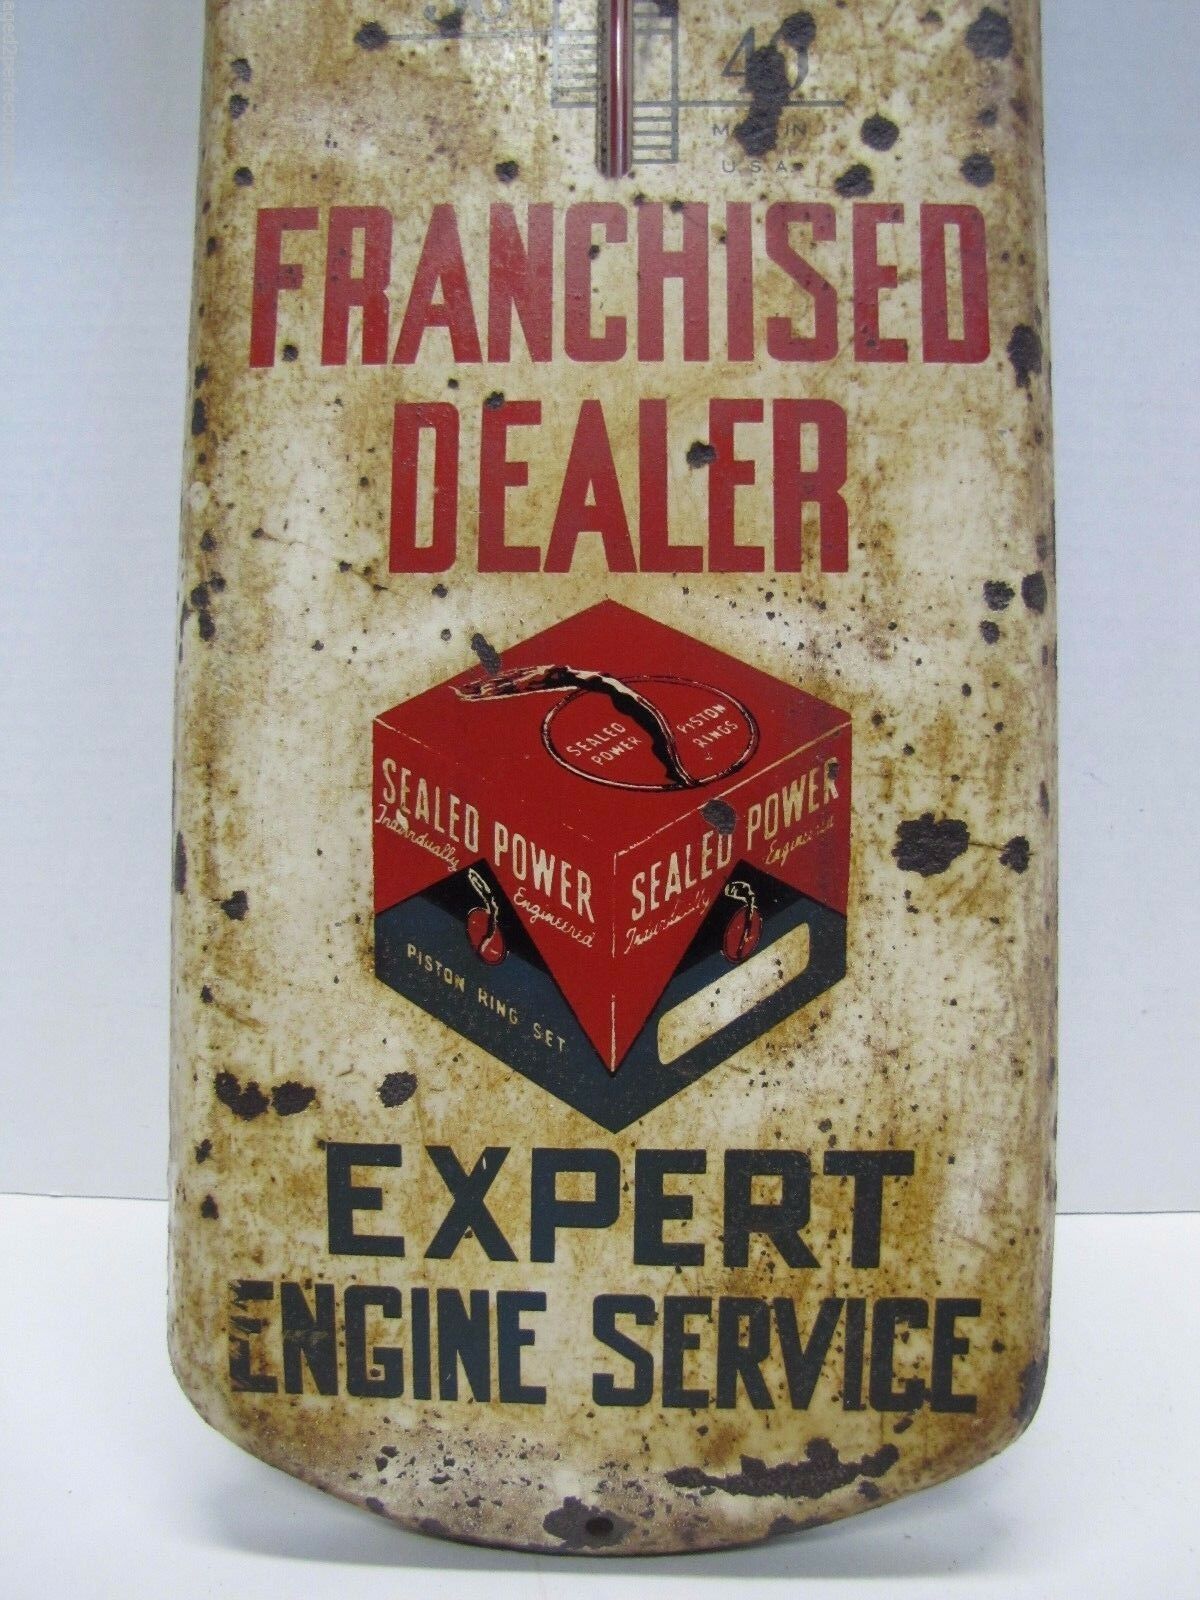 40
MADE IN
U.S.A.
FRANCHISED
DEALER
SEALED
POWER
PISTON
RINGS
SEALED POWER
Individually
Engineered
PISTON RING SET
SEALED POWER
Individually
Engineered
EXPERT
ENGINE SERVICE